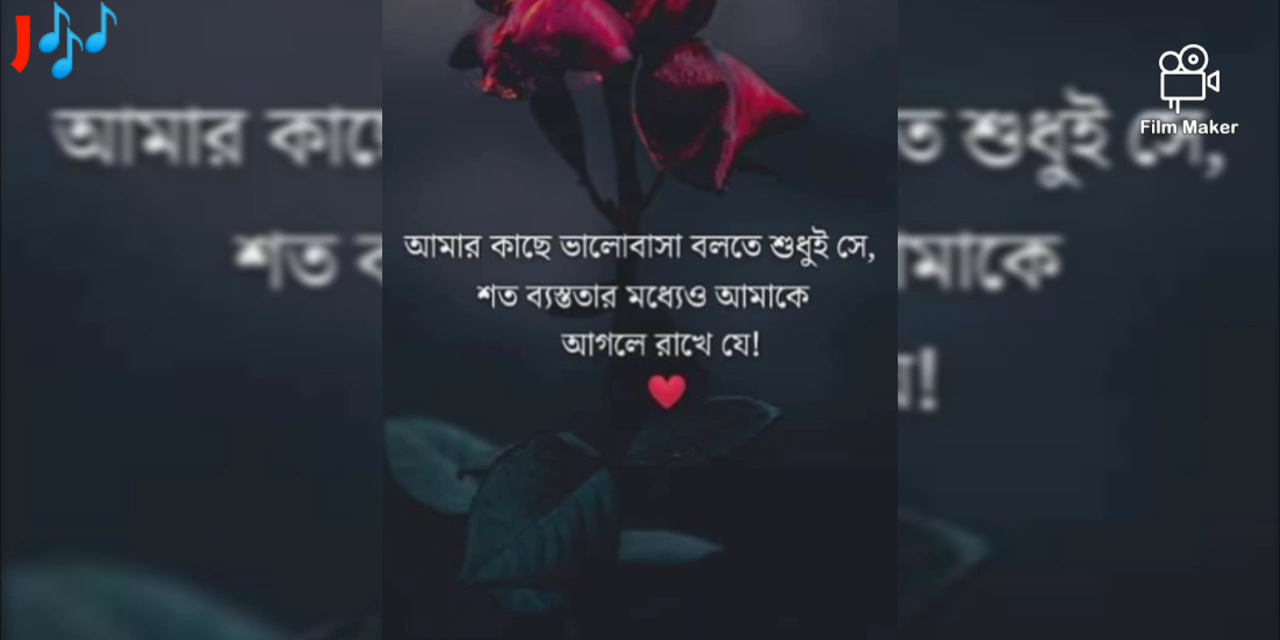 J
Film Maker
আমার কাছে ভালোবাসা বলতে শুধুই সে,
শত ব্যস্ততার মধ্যেও আমাকে
আগলে রাখে যে!